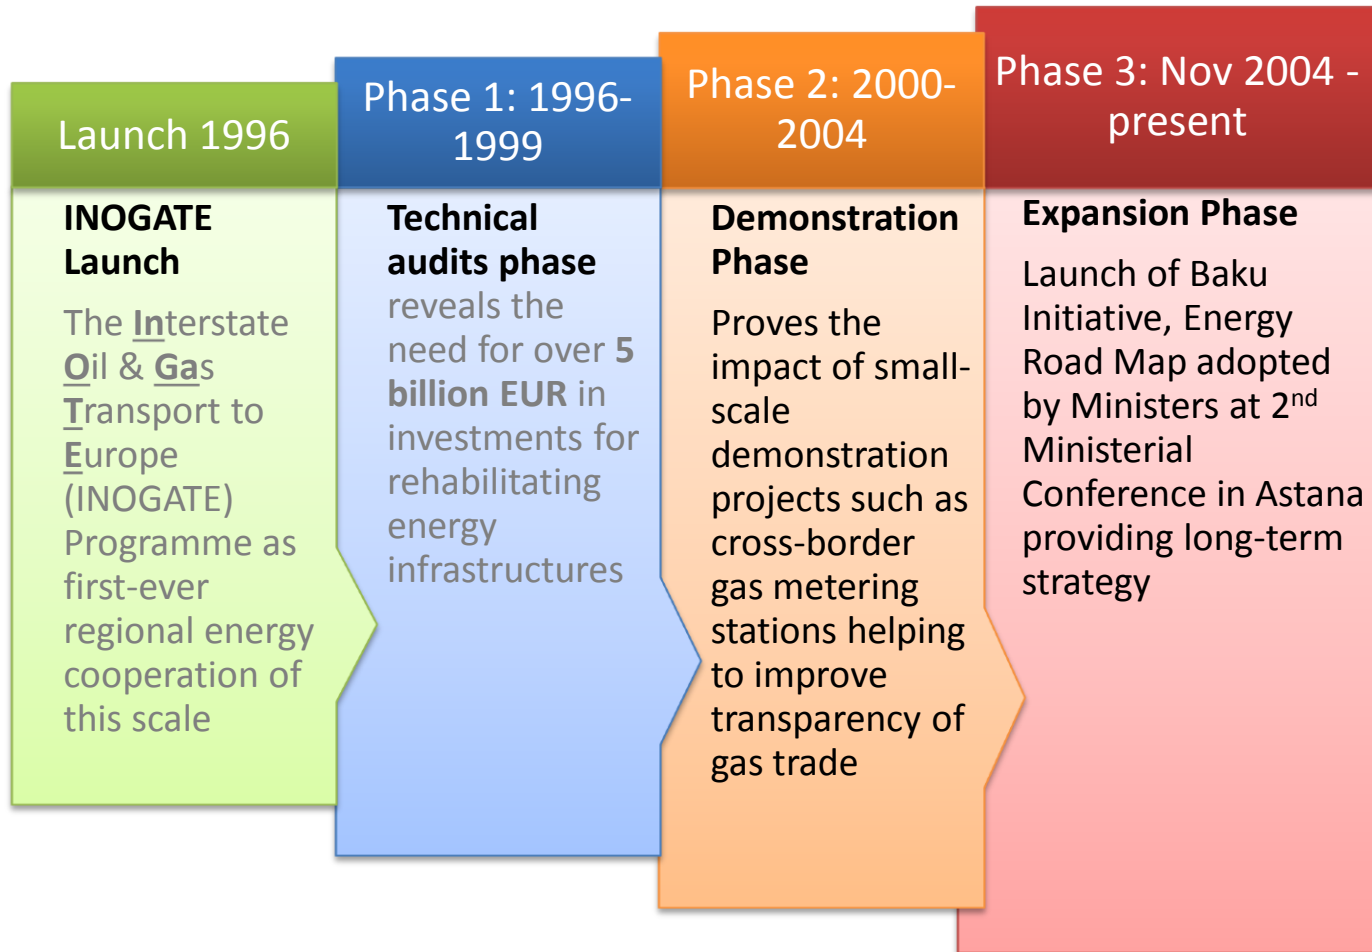 Launch 1996
INOGATE
Launch
The Interstate
Oil & Gas
Transport to
Europe
(INOGATE)
Programme as
first-ever
regional energy
cooperation of
this scale
Phase 1: 1996-
1999
Technical
audits phase
reveals the
need for over 5
billion EUR in
investments for
rehabilitating
energy
infrastructures
Phase 2: 2000-
2004
Demonstration
Phase
Proves the
impact of small-
scale
demonstration
projects such as
cross-border
gas metering
stations helping
to improve
transparency of
gas trade
Phase 3: Nov 2004 -
present
Expansion Phase
Launch of Baku
Initiative, Energy
Road Map adopted
by Ministers at 2nd
Ministerial
Conference in Astana
providing long-term
strategy